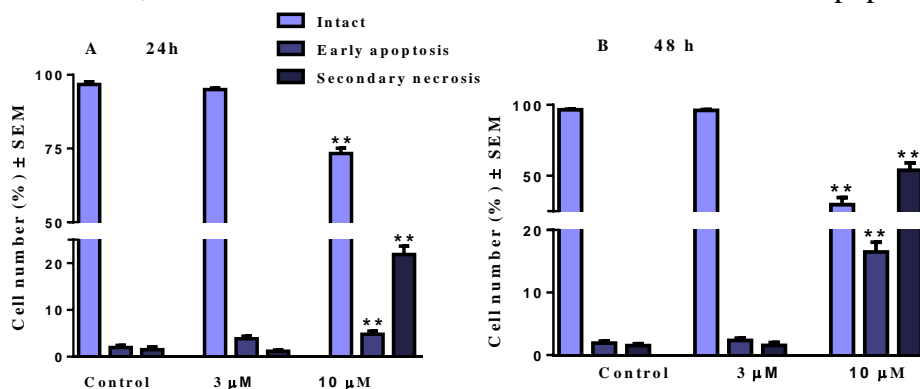 Intact
Early apoptosis
Secondary necrosis
A 24h
Cell number (%) ± SEM
100
75
50
20
10
0
**
**
**
Control 3 µM 10 µM
B 48 h
Cell number (%) ± SEM
100
50
20
10
0
**
**
**
Control 3 µM 10 µM